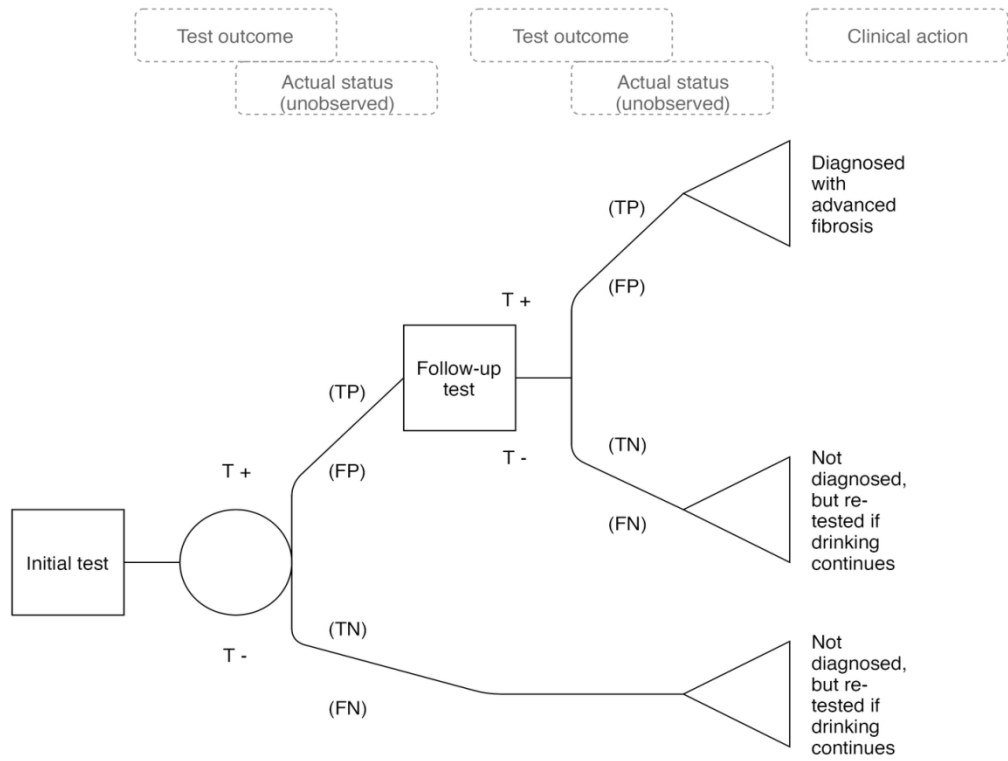 Test outcome
Actual status
(unobserved)
Test outcome
Actual status
(unobserved)
Clinical action
Diagnosed
with
advanced
fibrosis
(TP)
(FP)
T +
Follow-up
test
T -
(TP)
(FP)
(TN)
(FN)
Not
diagnosed,
but re-
tested if
drinking
continues
T +
Initial test
T -
(TN)
(FN)
Not
diagnosed,
but re-
tested if
drinking
continues